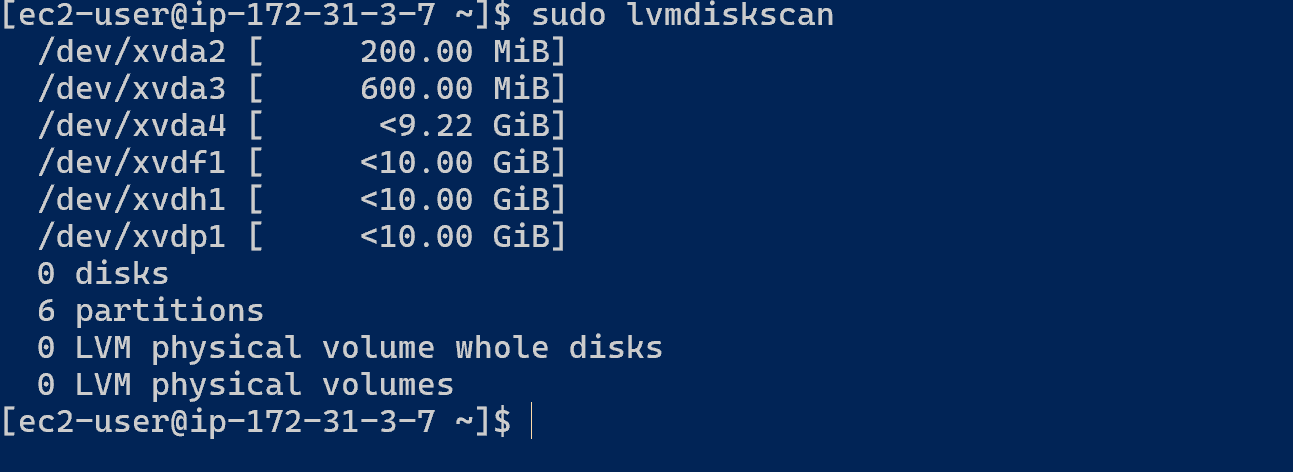 [ec2-user@ip-172-31-3-7 ~]$ sudo lvmdiskscan
  /dev/xvda2 [     200.00 MiB]
  /dev/xvda3 [     600.00 MiB]
  /dev/xvda4 [      <9.22 GiB]
  /dev/xvdf1 [     <10.00 GiB]
  /dev/xvdh1 [     <10.00 GiB]
  /dev/xvdp1 [     <10.00 GiB]
  0 disks
  6 partitions
  0 LVM physical volume whole disks
  0 LVM physical volumes
[ec2-user@ip-172-31-3-7 ~]$